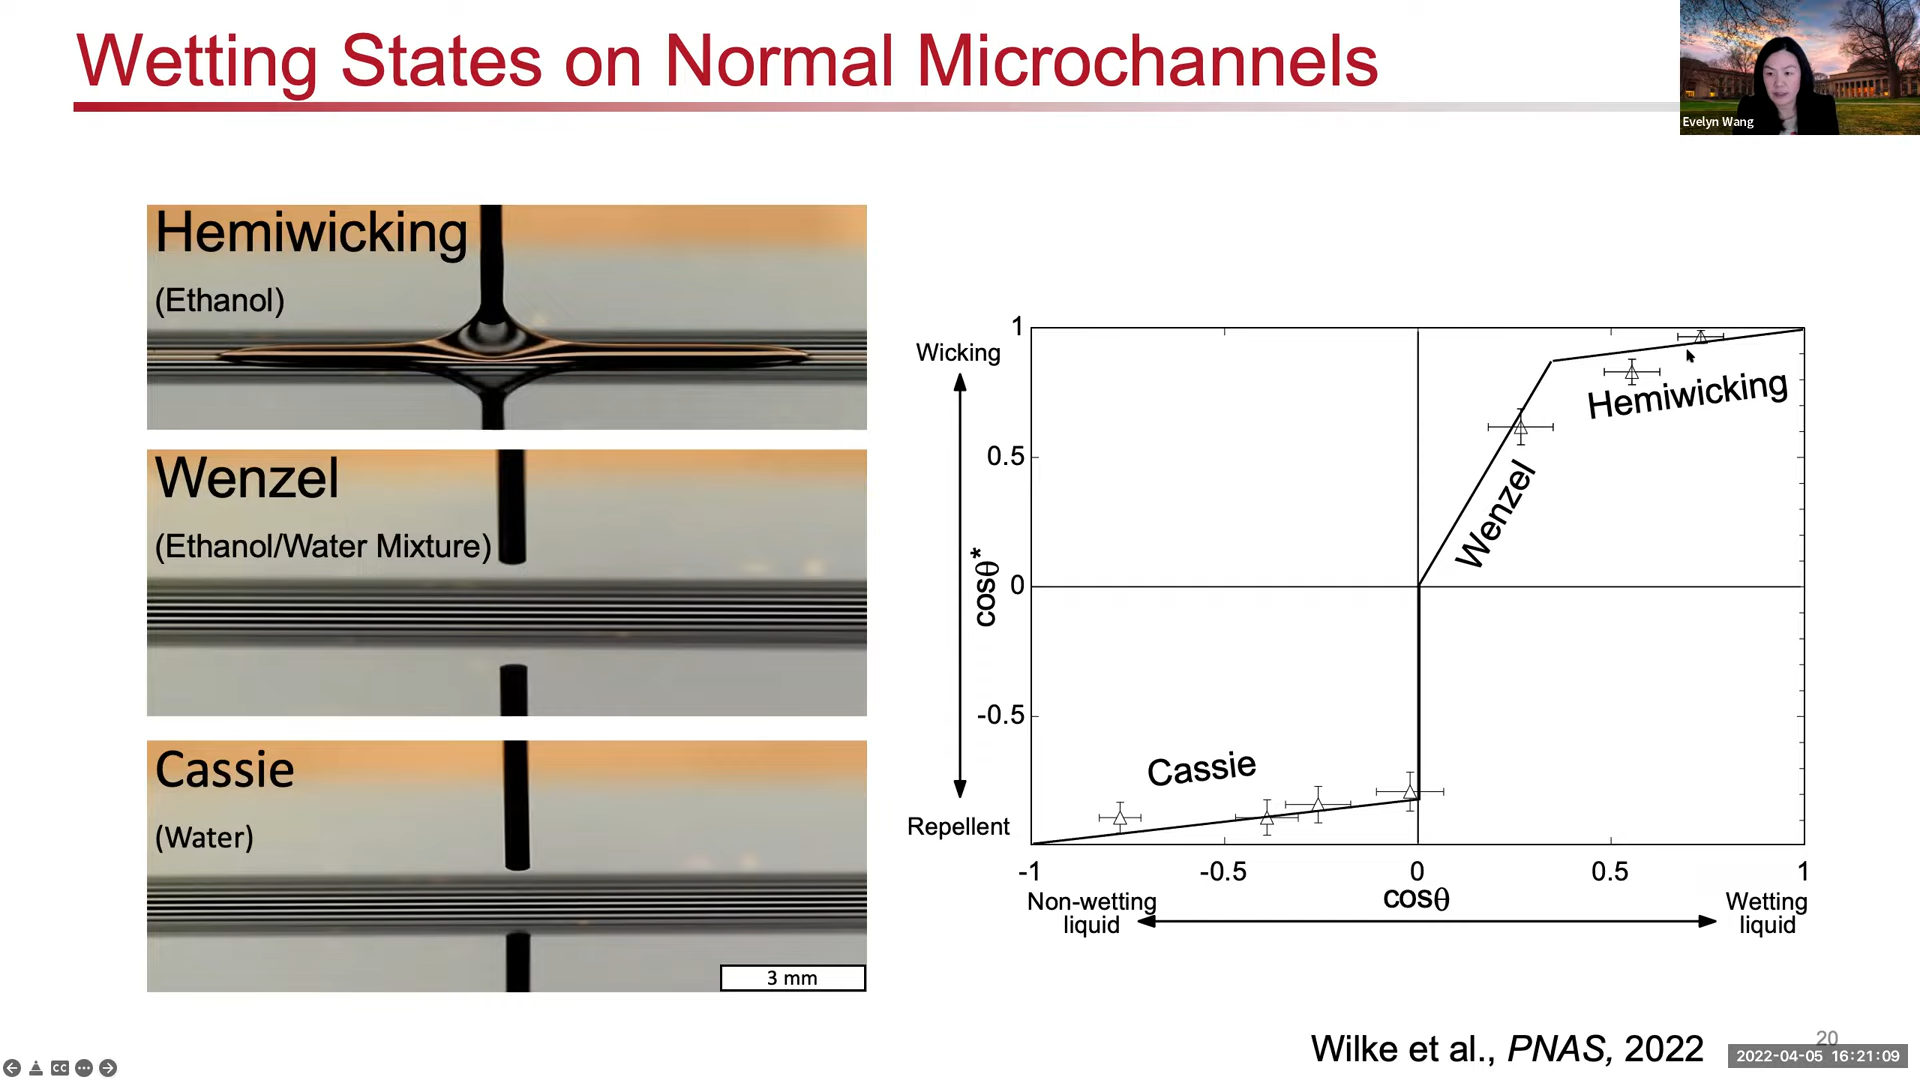 Wetting States on Normal Microchannels
Evelyn Wang
Hemiwicking
(Ethanol)
Wenzel
(Ethanol/Water Mixture)
Cassie
(Water)
3 mm
Wicking
Repellent
cosθ*
1
0.5
0
-0.5
Hemiwicking
Wenzel
Cassie
-1
-0.5
0
0.5
1
cosθ
Non-wetting
liquid
Wetting
liquid
Wilke et al., PNAS, 2022
20
2022-04-05 16:21:09
CC